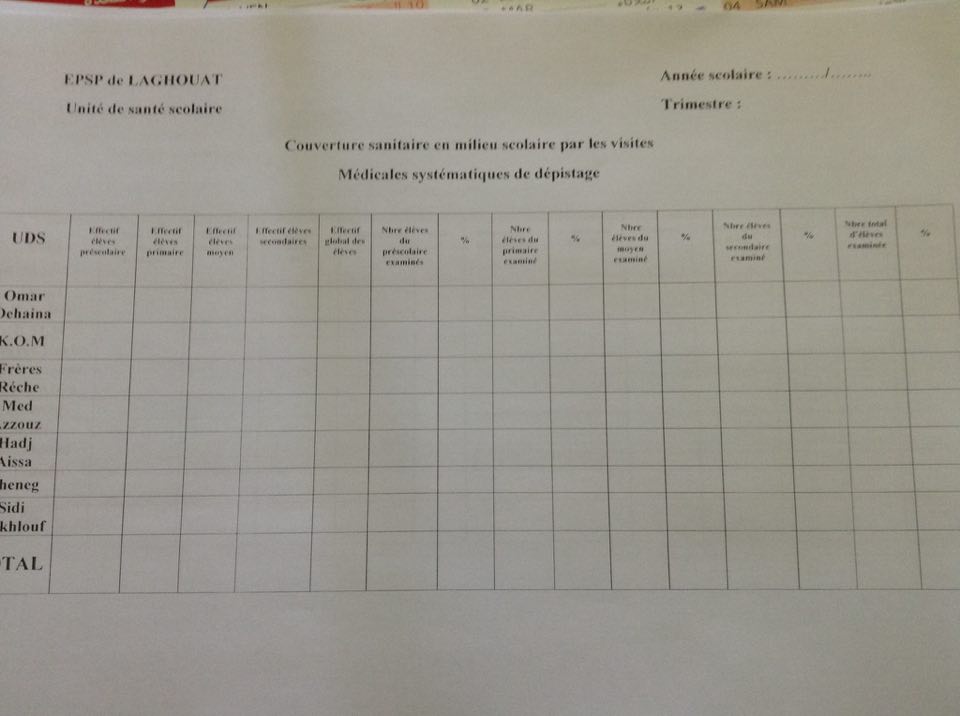 EPSP de LAGHOUAT
Année scolaire : ………/……..
Unité de santé scolaire
Trimestre :
Couverture sanitaire en milieu scolaire par les visites
Médicales systématiques de dépistage
UDS
Effectif
élèves
préscolaire
Effectif
élèves
primaire
Effectif
élèves
moyen
Effectif élèves
secondaires
Effectif
global des
élèves
Nbre élèves
du
préscolaire
examinés
%
Nbre
élèves du
primaire
examiné
%
Nbre
élèves du
moyen
examiné
%
Nbre élèves
du
secondaire
examiné
%
Nbre total
d'élèves
examinés
%
Omar
Dehaina
K.O.M
Frères
Réche
Med
zzouz
Hadj
Aissa
heneg
Sidi
khlouf
OTAL